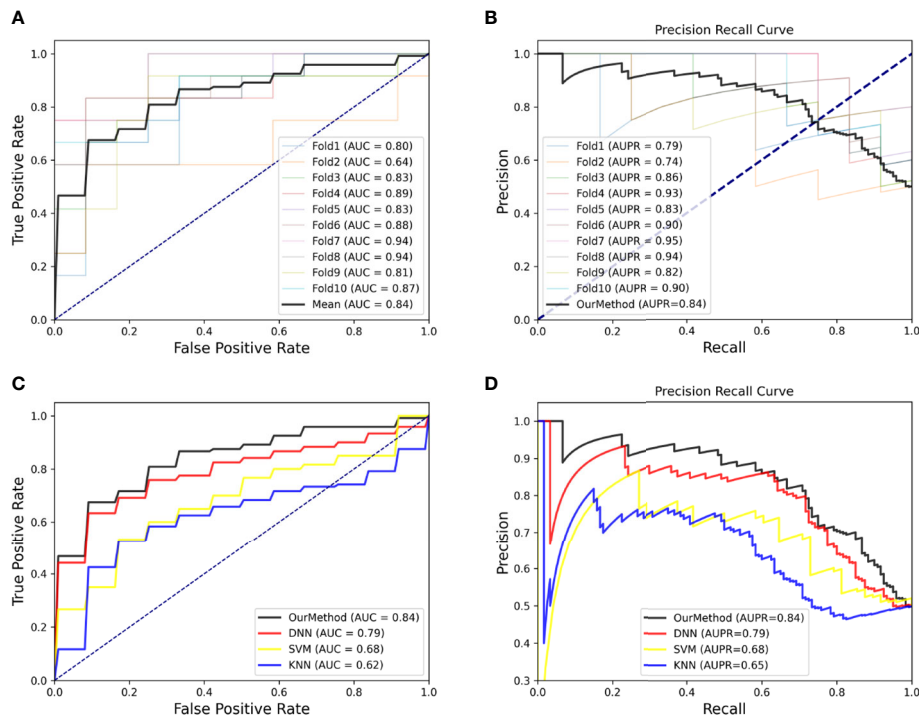 A
1.0
0.8
0.6
0.4
0.2
0.0
True Positive Rate
0.0 0.2 0.4 0.6 0.8 1.0
False Positive Rate
Fold1 (AUC = 0.80)
Fold2 (AUC = 0.64)
Fold3 (AUC = 0.83)
Fold4 (AUC = 0.89)
Fold5 (AUC = 0.83)
Fold6 (AUC = 0.88)
Fold7 (AUC = 0.94)
Fold8 (AUC = 0.94)
Fold9 (AUC = 0.81)
Fold10 (AUC = 0.87)
Mean (AUC = 0.84)
B
Precision Recall Curve
1.0
0.8
0.6
0.4
0.2
0.0
Precision
0.0 0.2 0.4 0.6 0.8 1.0
Recall
Fold1 (AUPR = 0.79)
Fold2 (AUPR = 0.74)
Fold3 (AUPR = 0.86)
Fold4 (AUPR = 0.93)
Fold5 (AUPR = 0.83)
Fold6 (AUPR = 0.90)
Fold7 (AUPR = 0.95)
Fold8 (AUPR = 0.94)
Fold9 (AUPR = 0.82)
Fold10 (AUPR = 0.90)
OurMethod (AUPR=0.84)
C
1.0
0.8
0.6
0.4
0.2
0.0
True Positive Rate
0.0 0.2 0.4 0.6 0.8 1.0
False Positive Rate
OurMethod (AUC = 0.84)
DNN (AUC = 0.79)
SVM (AUC = 0.68)
KNN (AUC = 0.62)
D
Precision Recall Curve
1.0
0.9
0.8
0.7
0.6
0.5
0.4
0.3
Precision
0.0 0.2 0.4 0.6 0.8 1.0
Recall
OurMethod (AUPR=0.84)
DNN (AUPR=0.79)
SVM (AUPR=0.68)
KNN (AUPR=0.65)